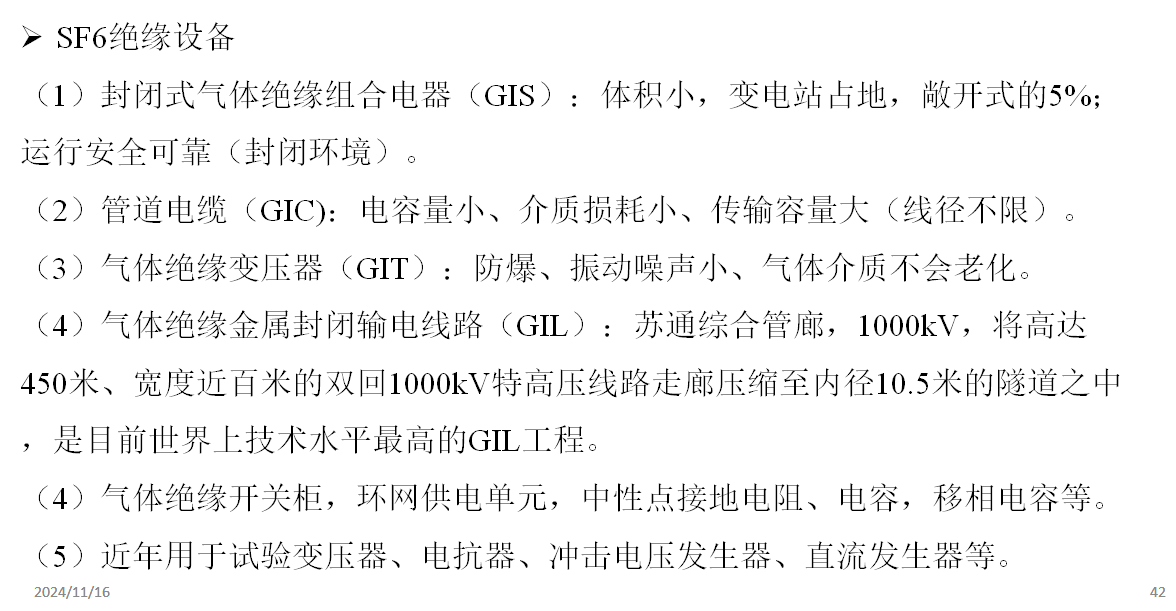 ➢ SF6绝缘设备
（1）封闭式气体绝缘组合电器（GIS）：体积小，变电站占地，敞开式的5%；
运行安全可靠（封闭环境）。
（2）管道电缆（GIC)：电容量小、介质损耗小、传输容量大（线径不限）。
（3）气体绝缘变压器（GIT）：防爆、振动噪声小、气体介质不会老化。
（4）气体绝缘金属封闭输电线路（GIL）：苏通综合管廊，1000kV，将高达
450米、宽度近百米的双回1000kV特高压线路走廊压缩至内径10.5米的隧道之中
，是目前世界上技术水平最高的GIL工程。
（4）气体绝缘开关柜，环网供电单元，中性点接地电阻、电容，移相电容等。
（5）近年用于试验变压器、电抗器、冲击电压发生器、直流发生器等。
2024/11/16
42